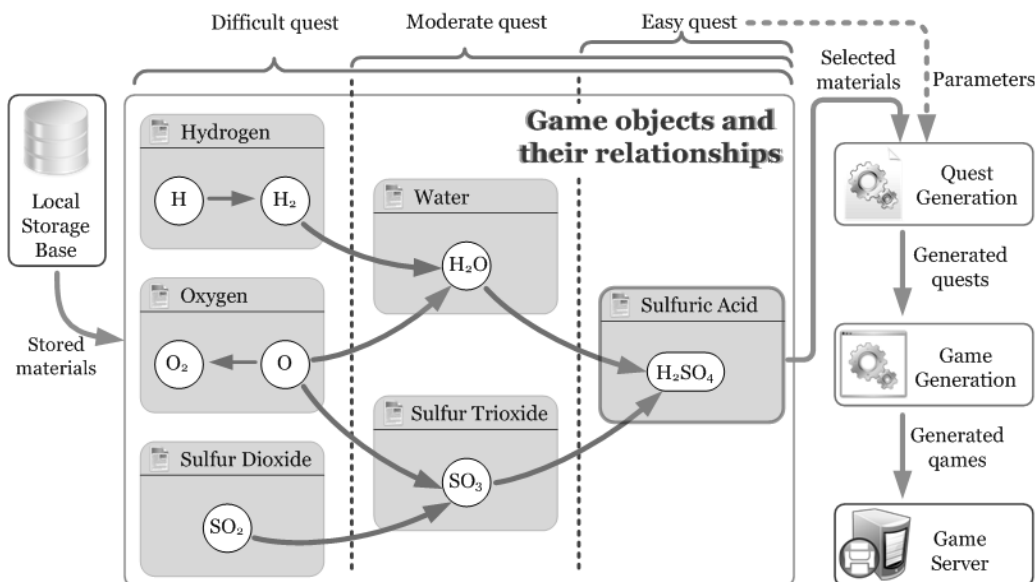 Difficult quest
Moderate quest
Easy quest
Selected
materials
Parameters
Local
Storage
Base
Stored
materials
Game objects and
their relationships
Hydrogen
H
H₂
Oxygen
O₂
O
Sulfur Dioxide
SO₂
Water
H₂O
Sulfur Trioxide
SO₃
Sulfuric Acid
H₂SO₄
Quest
Generation
Generated
quests
Game
Generation
Generated
qames
Game
Server